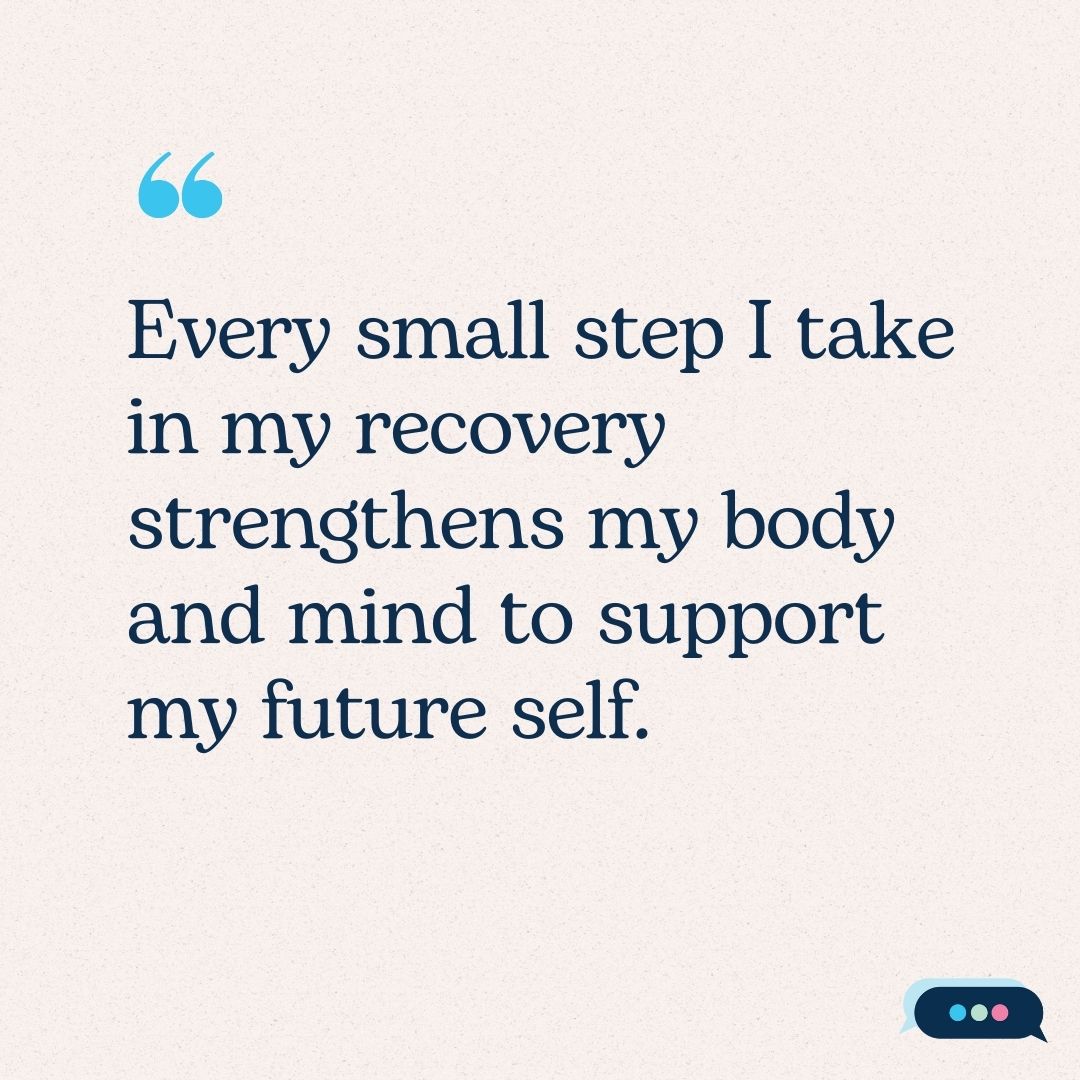 “
Every small step I take
in my recovery
strengthens my body
and mind to support
my future self.